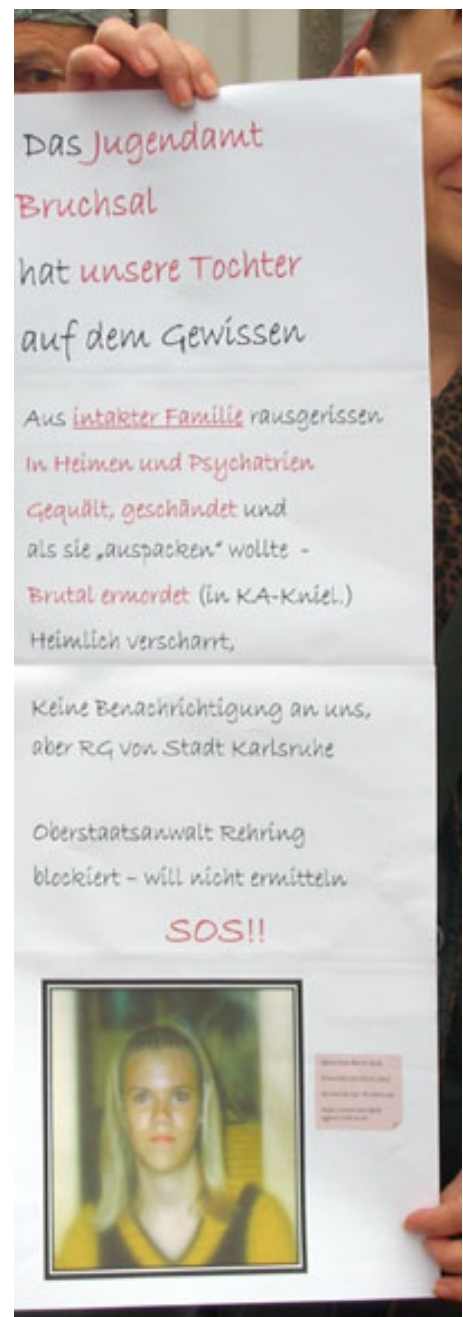 Das Jugendamt
Bruchsal
hat unsere Tochter
auf dem Gewissen
Aus intakter Familie rausgerissen
In Heimen und Psychatrien
Gequält, geschändet und
als sie „auspacken“ wollte -
Brutal ermordet (in KA-Kniel.)
Heimlich verscharrt,
Keine Benachrichtigung an uns,
aber RG von Stadt Karlsruhe
Oberstaatsanwalt Rehring
blockiert – will nicht ermitteln
SOS!!